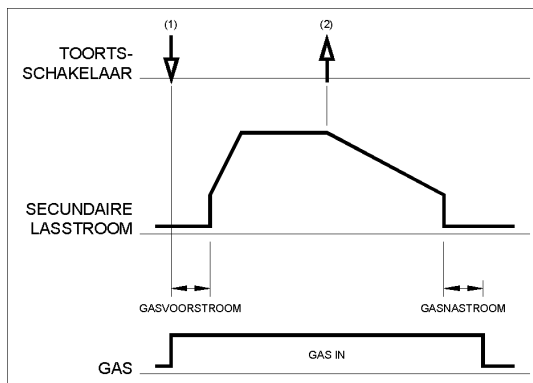 (1)
(2)
TOORTS-
SCHAKELAAR
SECUNDAIRE
LASSTROOM
GASVOORSTROOM
GASNASTROOM
GAS IN
GAS